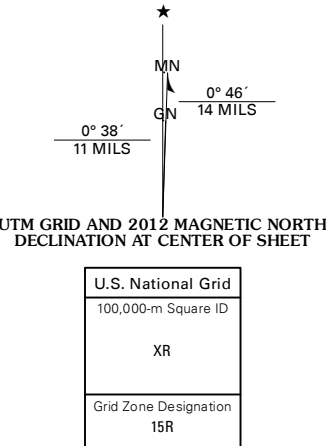 ★
MN
GN
0° 46´
14 MILS
0° 38´
11 MILS
UTM GRID AND 2012 MAGNETIC NORTH
DECLINATION AT CENTER OF SHEET
U.S. National Grid
100,000-m Square ID
XR
Grid Zone Designation
15R